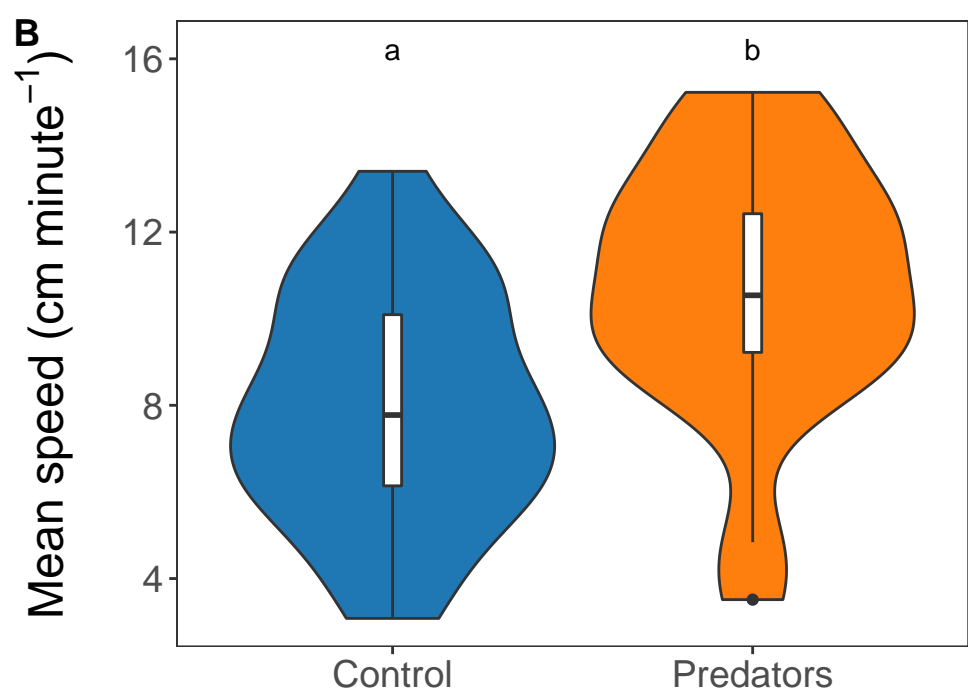 B
Mean speed (cm minute⁻¹)
16
12
8
4
a
b
Control
Predators